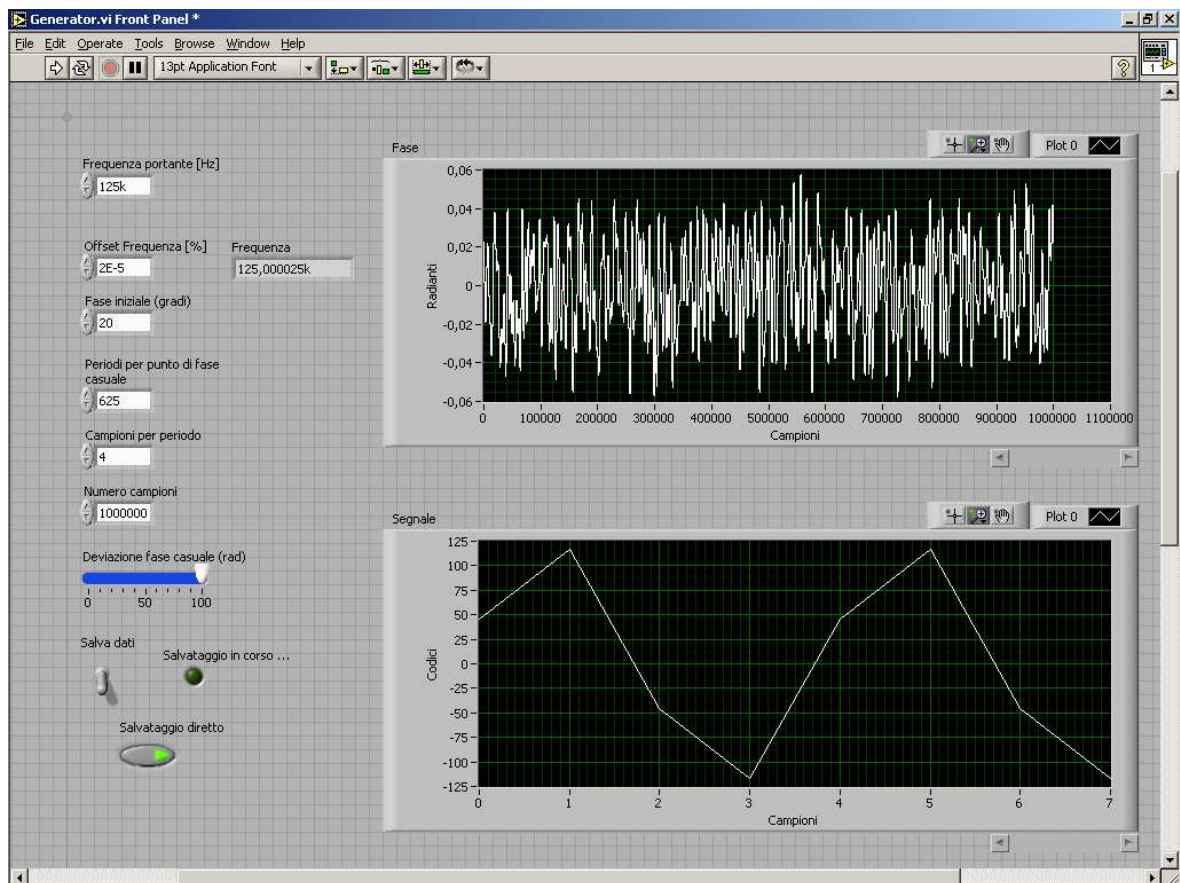 Generator.vi Front Panel *
File Edit Operate Tools Browse Window Help
13pt Application Font
?
1
Frequenza portante [Hz]
125k
Offset Frequenza [%]
2E-5
Frequenza
125,000025k
Fase iniziale (gradi)
20
Periodi per punto di fase
casuale
625
Campioni per periodo
4
Numero campioni
1000000
Deviazione fase casuale (rad)
0 50 100
Salva dati
Salvataggio in corso ...
Salvataggio diretto
Fase
Plot 0
Radianti
0,06
0,04
0,02
0
-0,02
-0,04
-0,06
0 100000 200000 300000 400000 500000 600000 700000 800000 900000 1000000 1100000
Campioni
Segnale
Plot 0
Codici
125
100
75
50
25
0
-25
-50
-75
-100
-125
0 1 2 3 4 5 6 7
Campioni